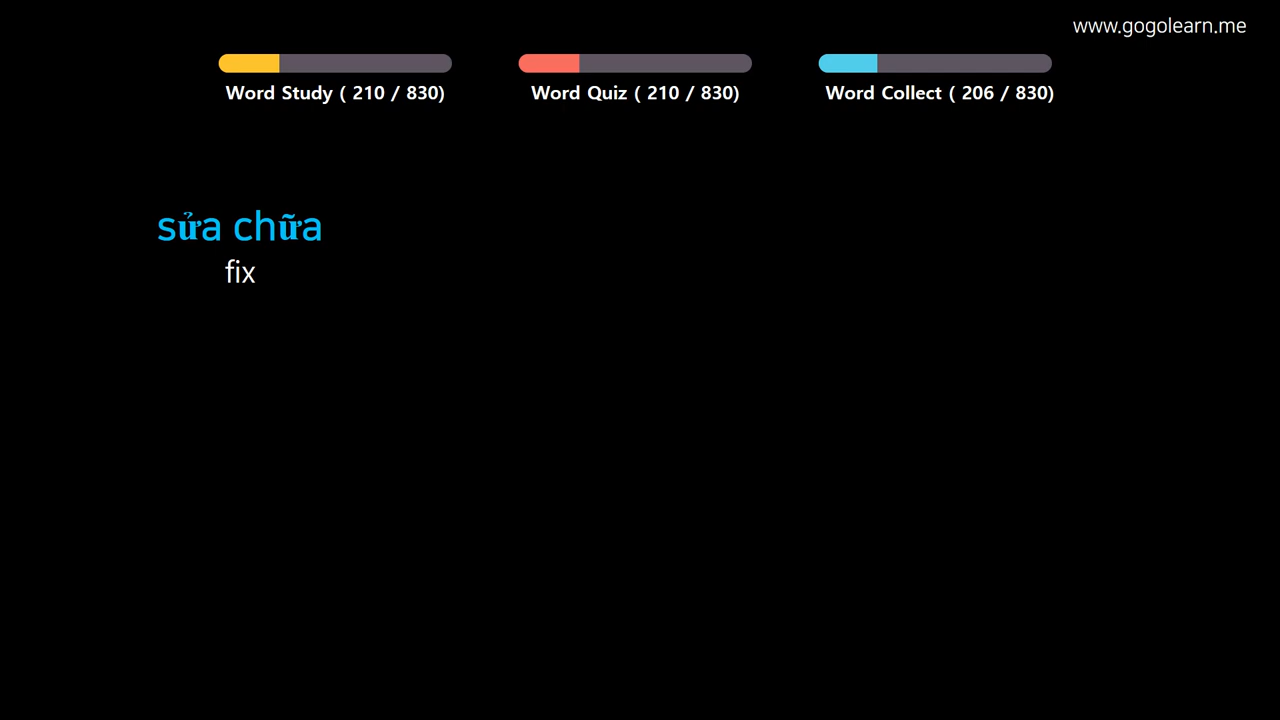 www.gogolearn.me
Word Study ( 210 / 830)
Word Quiz ( 210 / 830)
Word Collect ( 206 / 830)
sửa chữa
fix